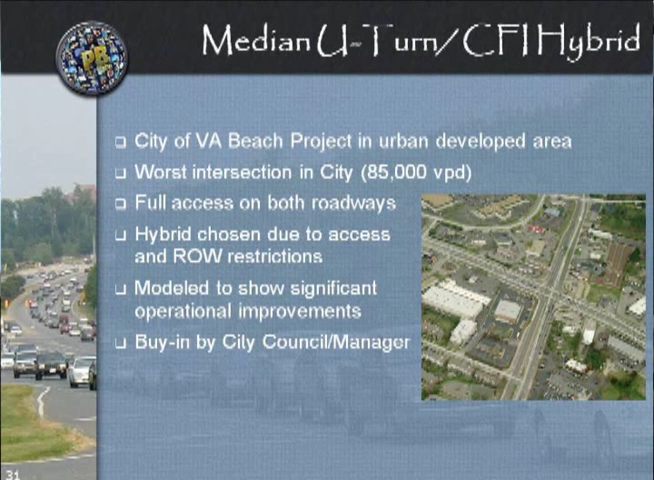 PB
Median U-Turn/CFI Hybrid
City of VA Beach Project in urban developed area
Worst intersection in City (85,000 vpd)
Full access on both roadways
Hybrid chosen due to access
and ROW restrictions
Modeled to show significant
operational improvements
Buy-in by City Council/Manager
31